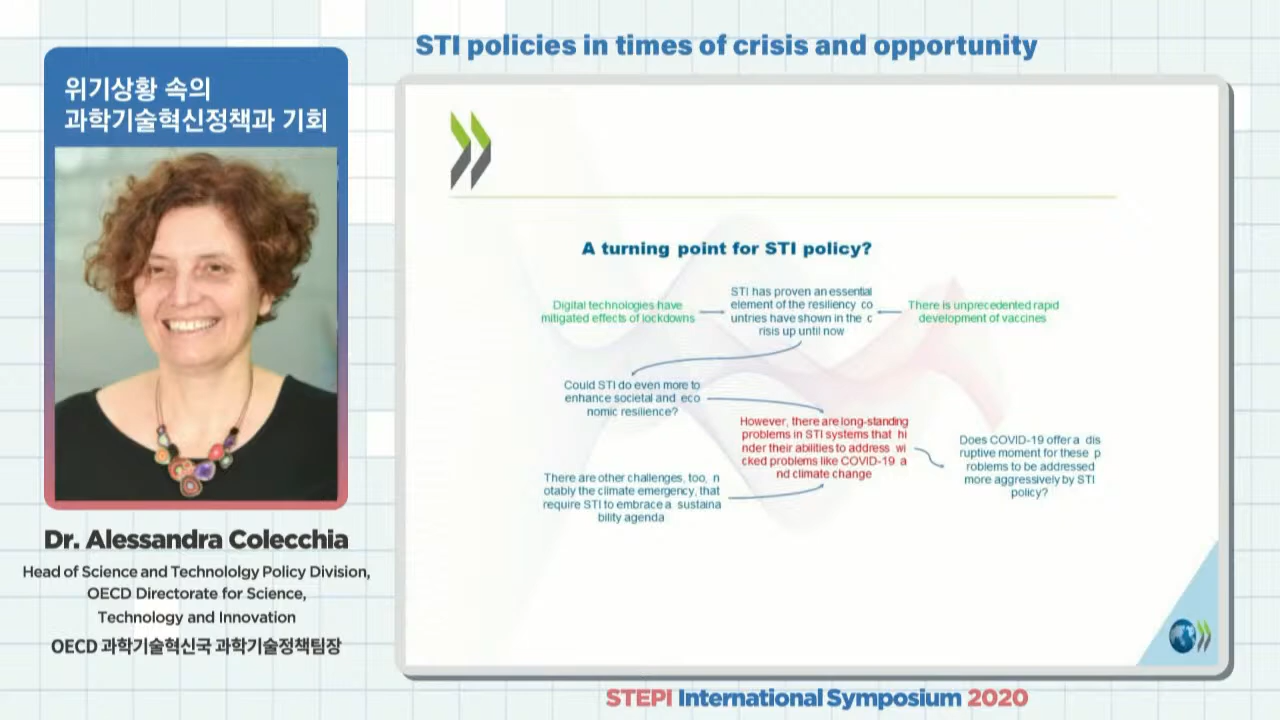 STI policies in times of crisis and opportunity
위기상황 속의
과학기술혁신정책과 기회
A turning point for STI policy?
Digital technologies have
mitigated effects of lockdowns
STI has proven an essential
element of the resiliency co
untries have shown in the c
risis up until now
There is unprecedented rapid
development of vaccines
Could STI do even more to
enhance societal and eco
nomic resilience?
However, there are long-standing
problems in STI systems that hi
nder their abilities to address wi
cked problems like COVID-19 a
nd climate change
Does COVID-19 offer a dis
ruptive moment for these p
roblems to be addressed
more aggressively by STI
policy?
There are other challenges, too, n
otably the climate emergency, that
require STI to embrace a sustaina
bility agenda
Dr. Alessandra Colecchia
Head of Science and Technololgy Policy Division,
OECD Directorate for Science,
Technology and Innovation
OECD 과학기술혁신국 과학기술정책팀장
STEPI International Symposium 2020